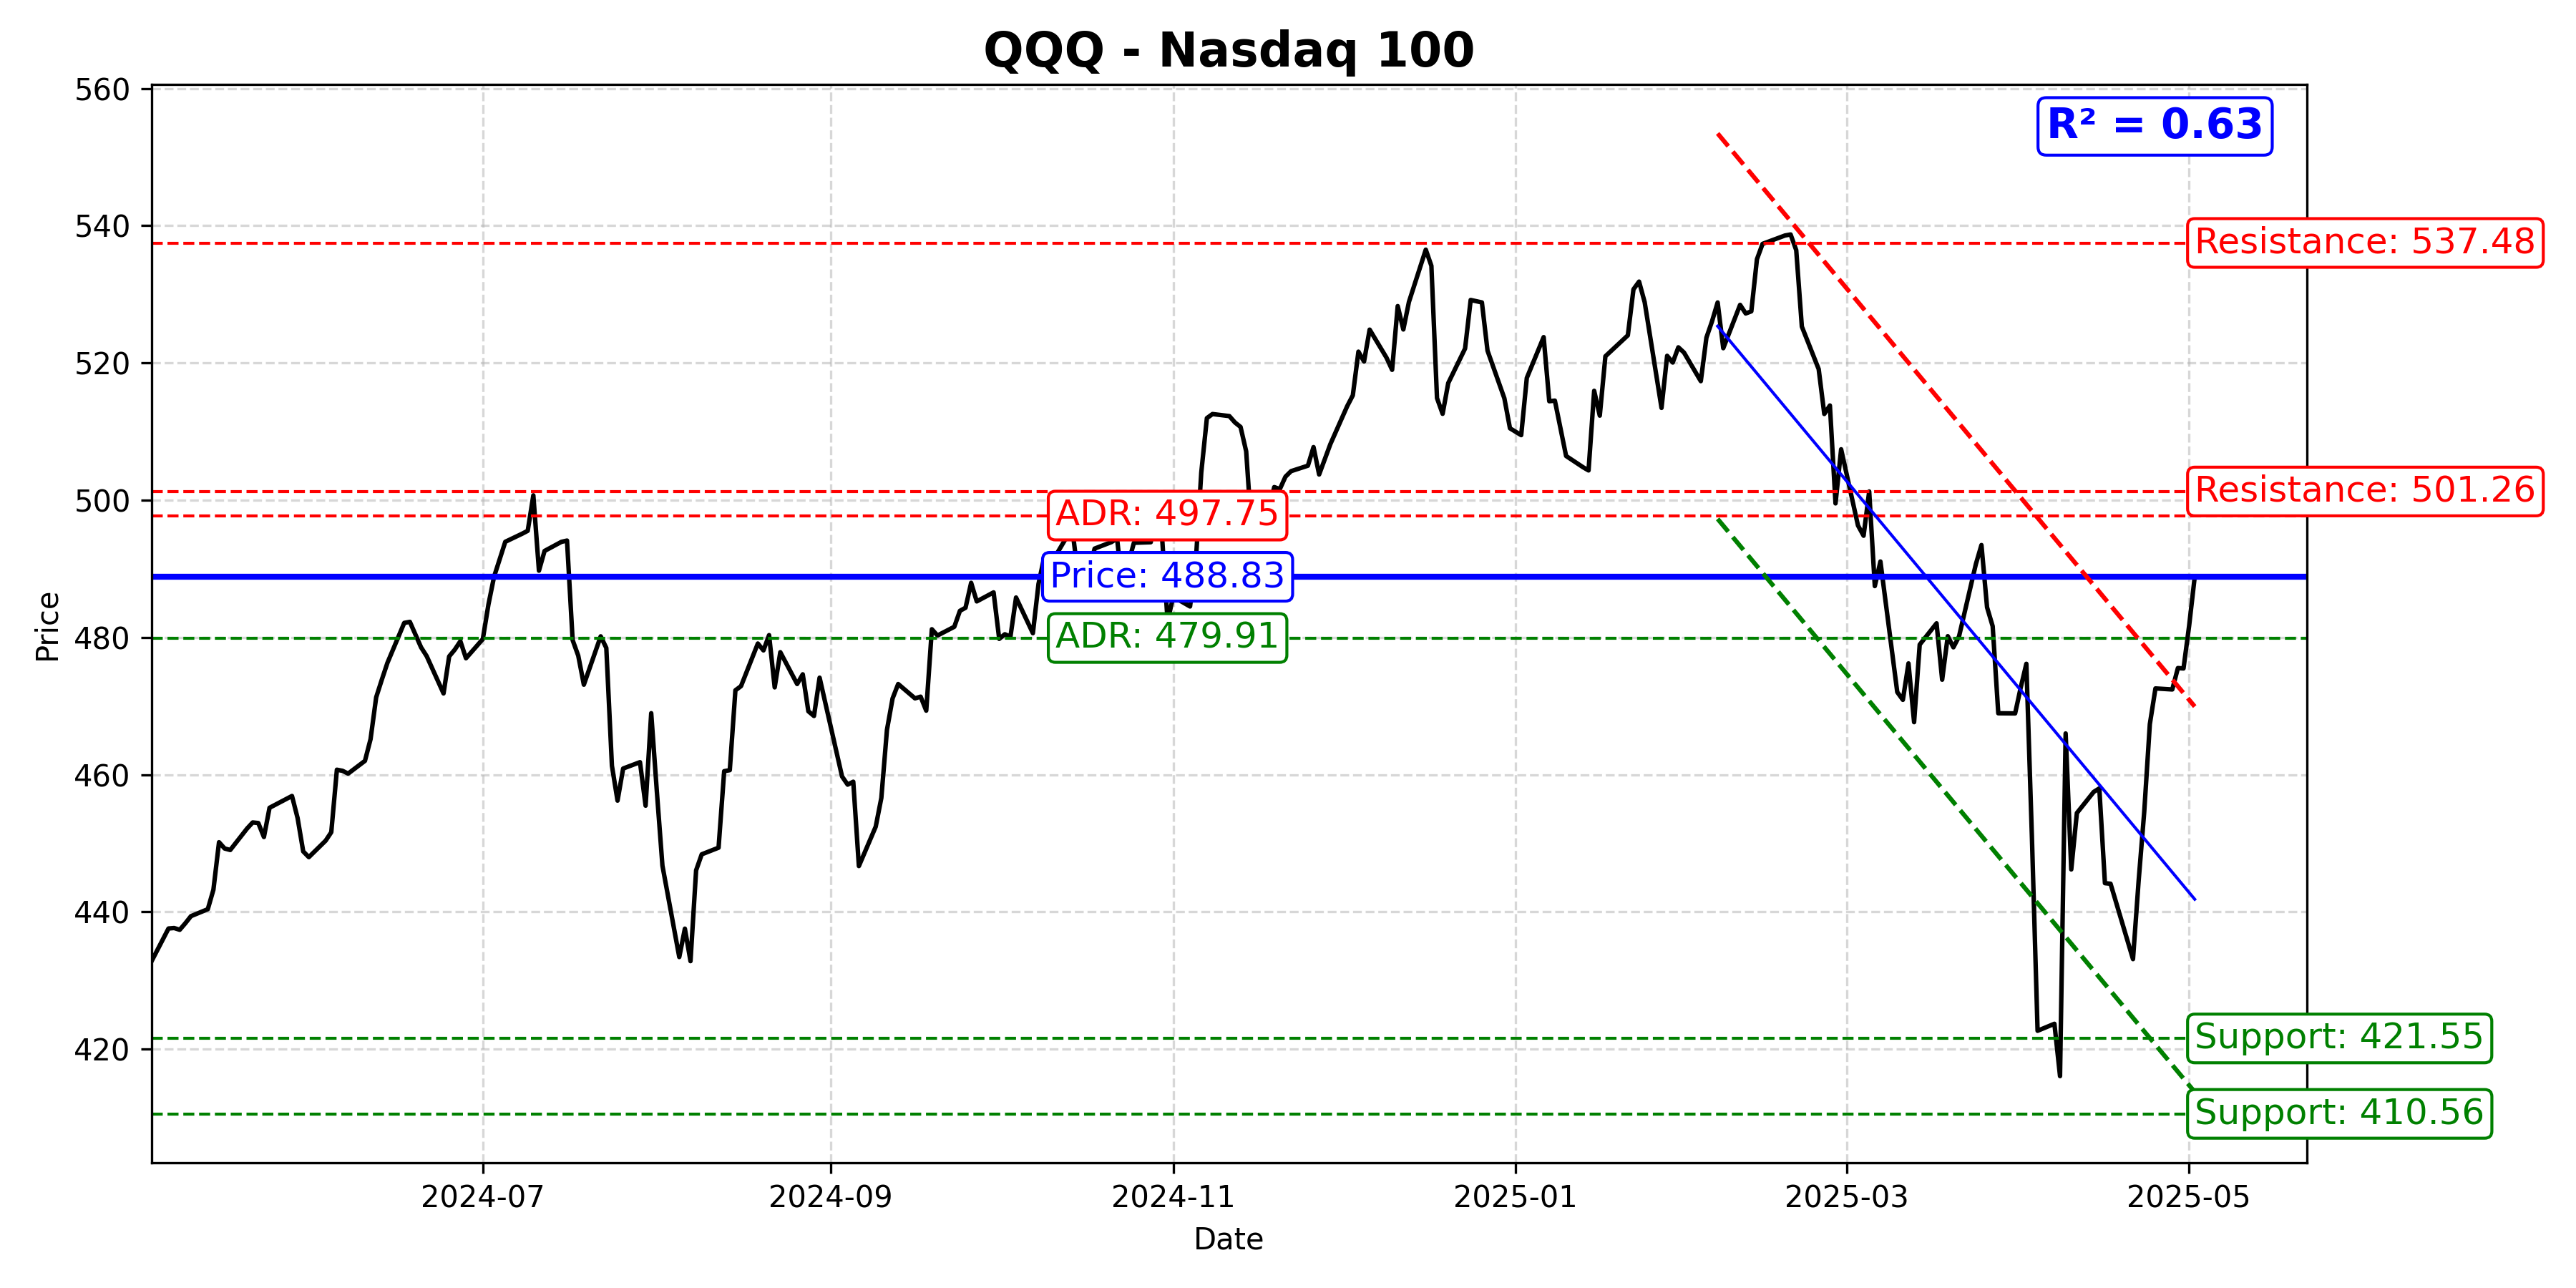 QQQ - Nasdaq 100
560
R² = 0.63
540
Resistance: 537.48
520
500
Resistance: 501.26
ADR: 497.75
Price: 488.83
Price
480
ADR: 479.91
460
440
420
Support: 421.55
Support: 410.56
2024-07
2024-09
2024-11
2025-01
2025-03
2025-05
Date